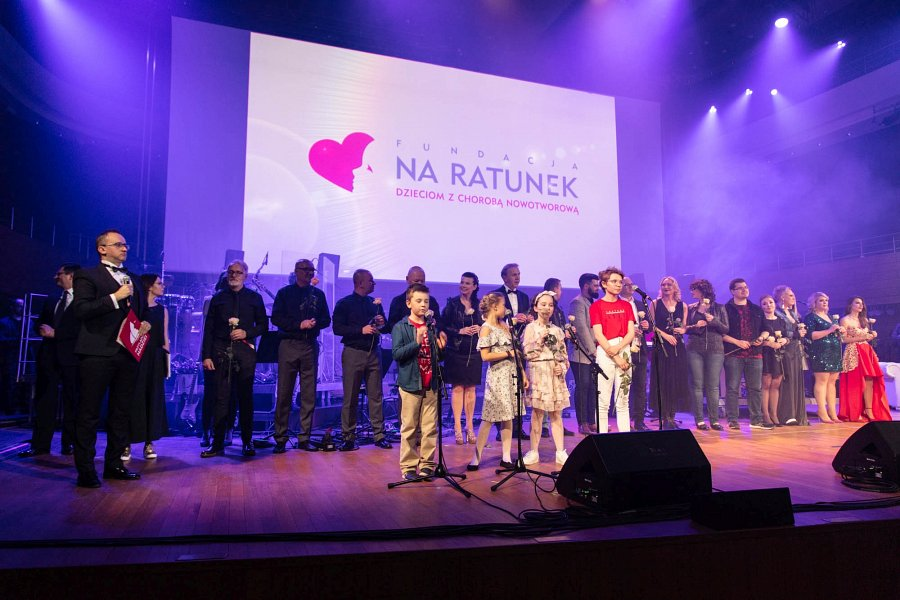 FUNDACJA
NA RATUNEK
DZIECIOM Z CHOROBĄ NOWOTWOROWĄ